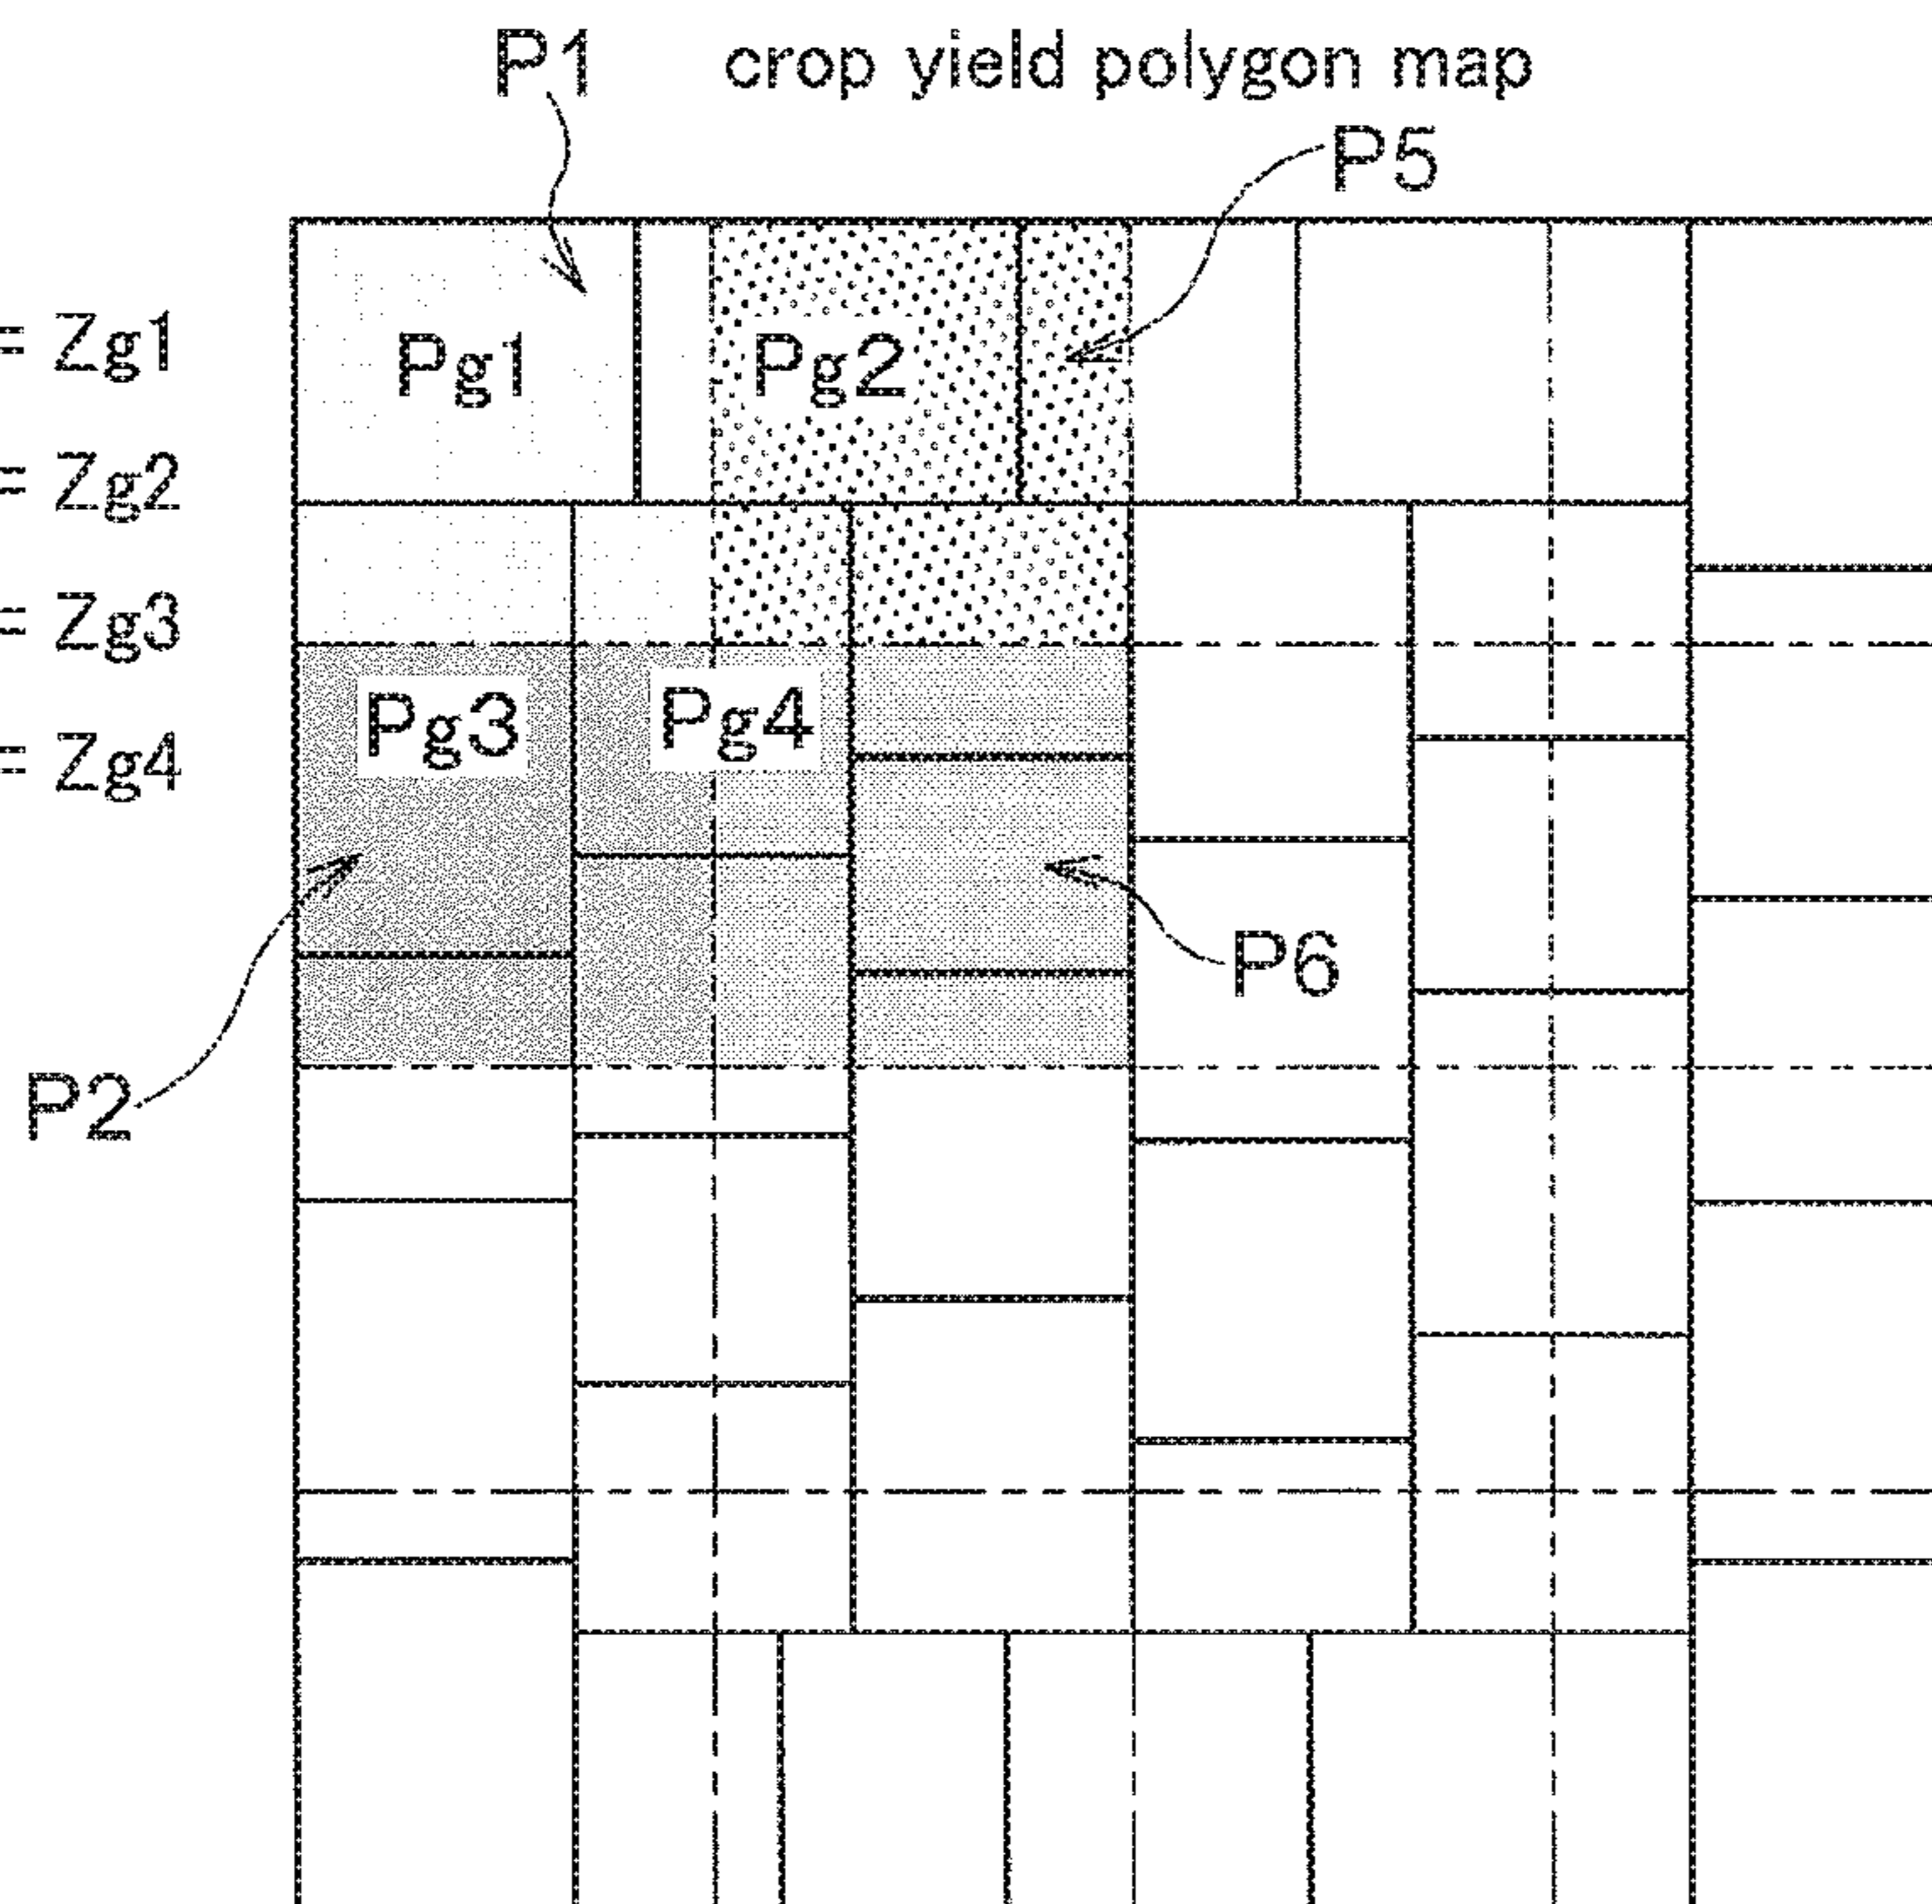 P1 crop yield polygon map
P5
= Zg1
Pg1 Pg2
= Zg2
= Zg3
Pg3 Pg4
= Zg4
P6
P2